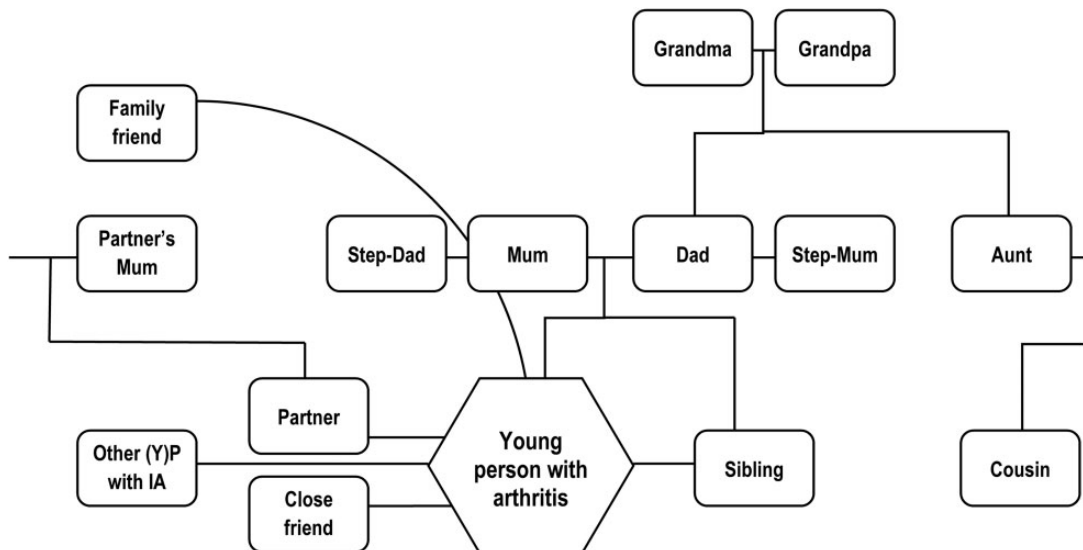 Grandma
Grandpa
Family
friend
Partner's
Mum
Step-Dad
Mum
Dad
Step-Mum
Aunt
Partner
Other (Y)P
with IA
Close
friend
Young
person with
arthritis
Sibling
Cousin